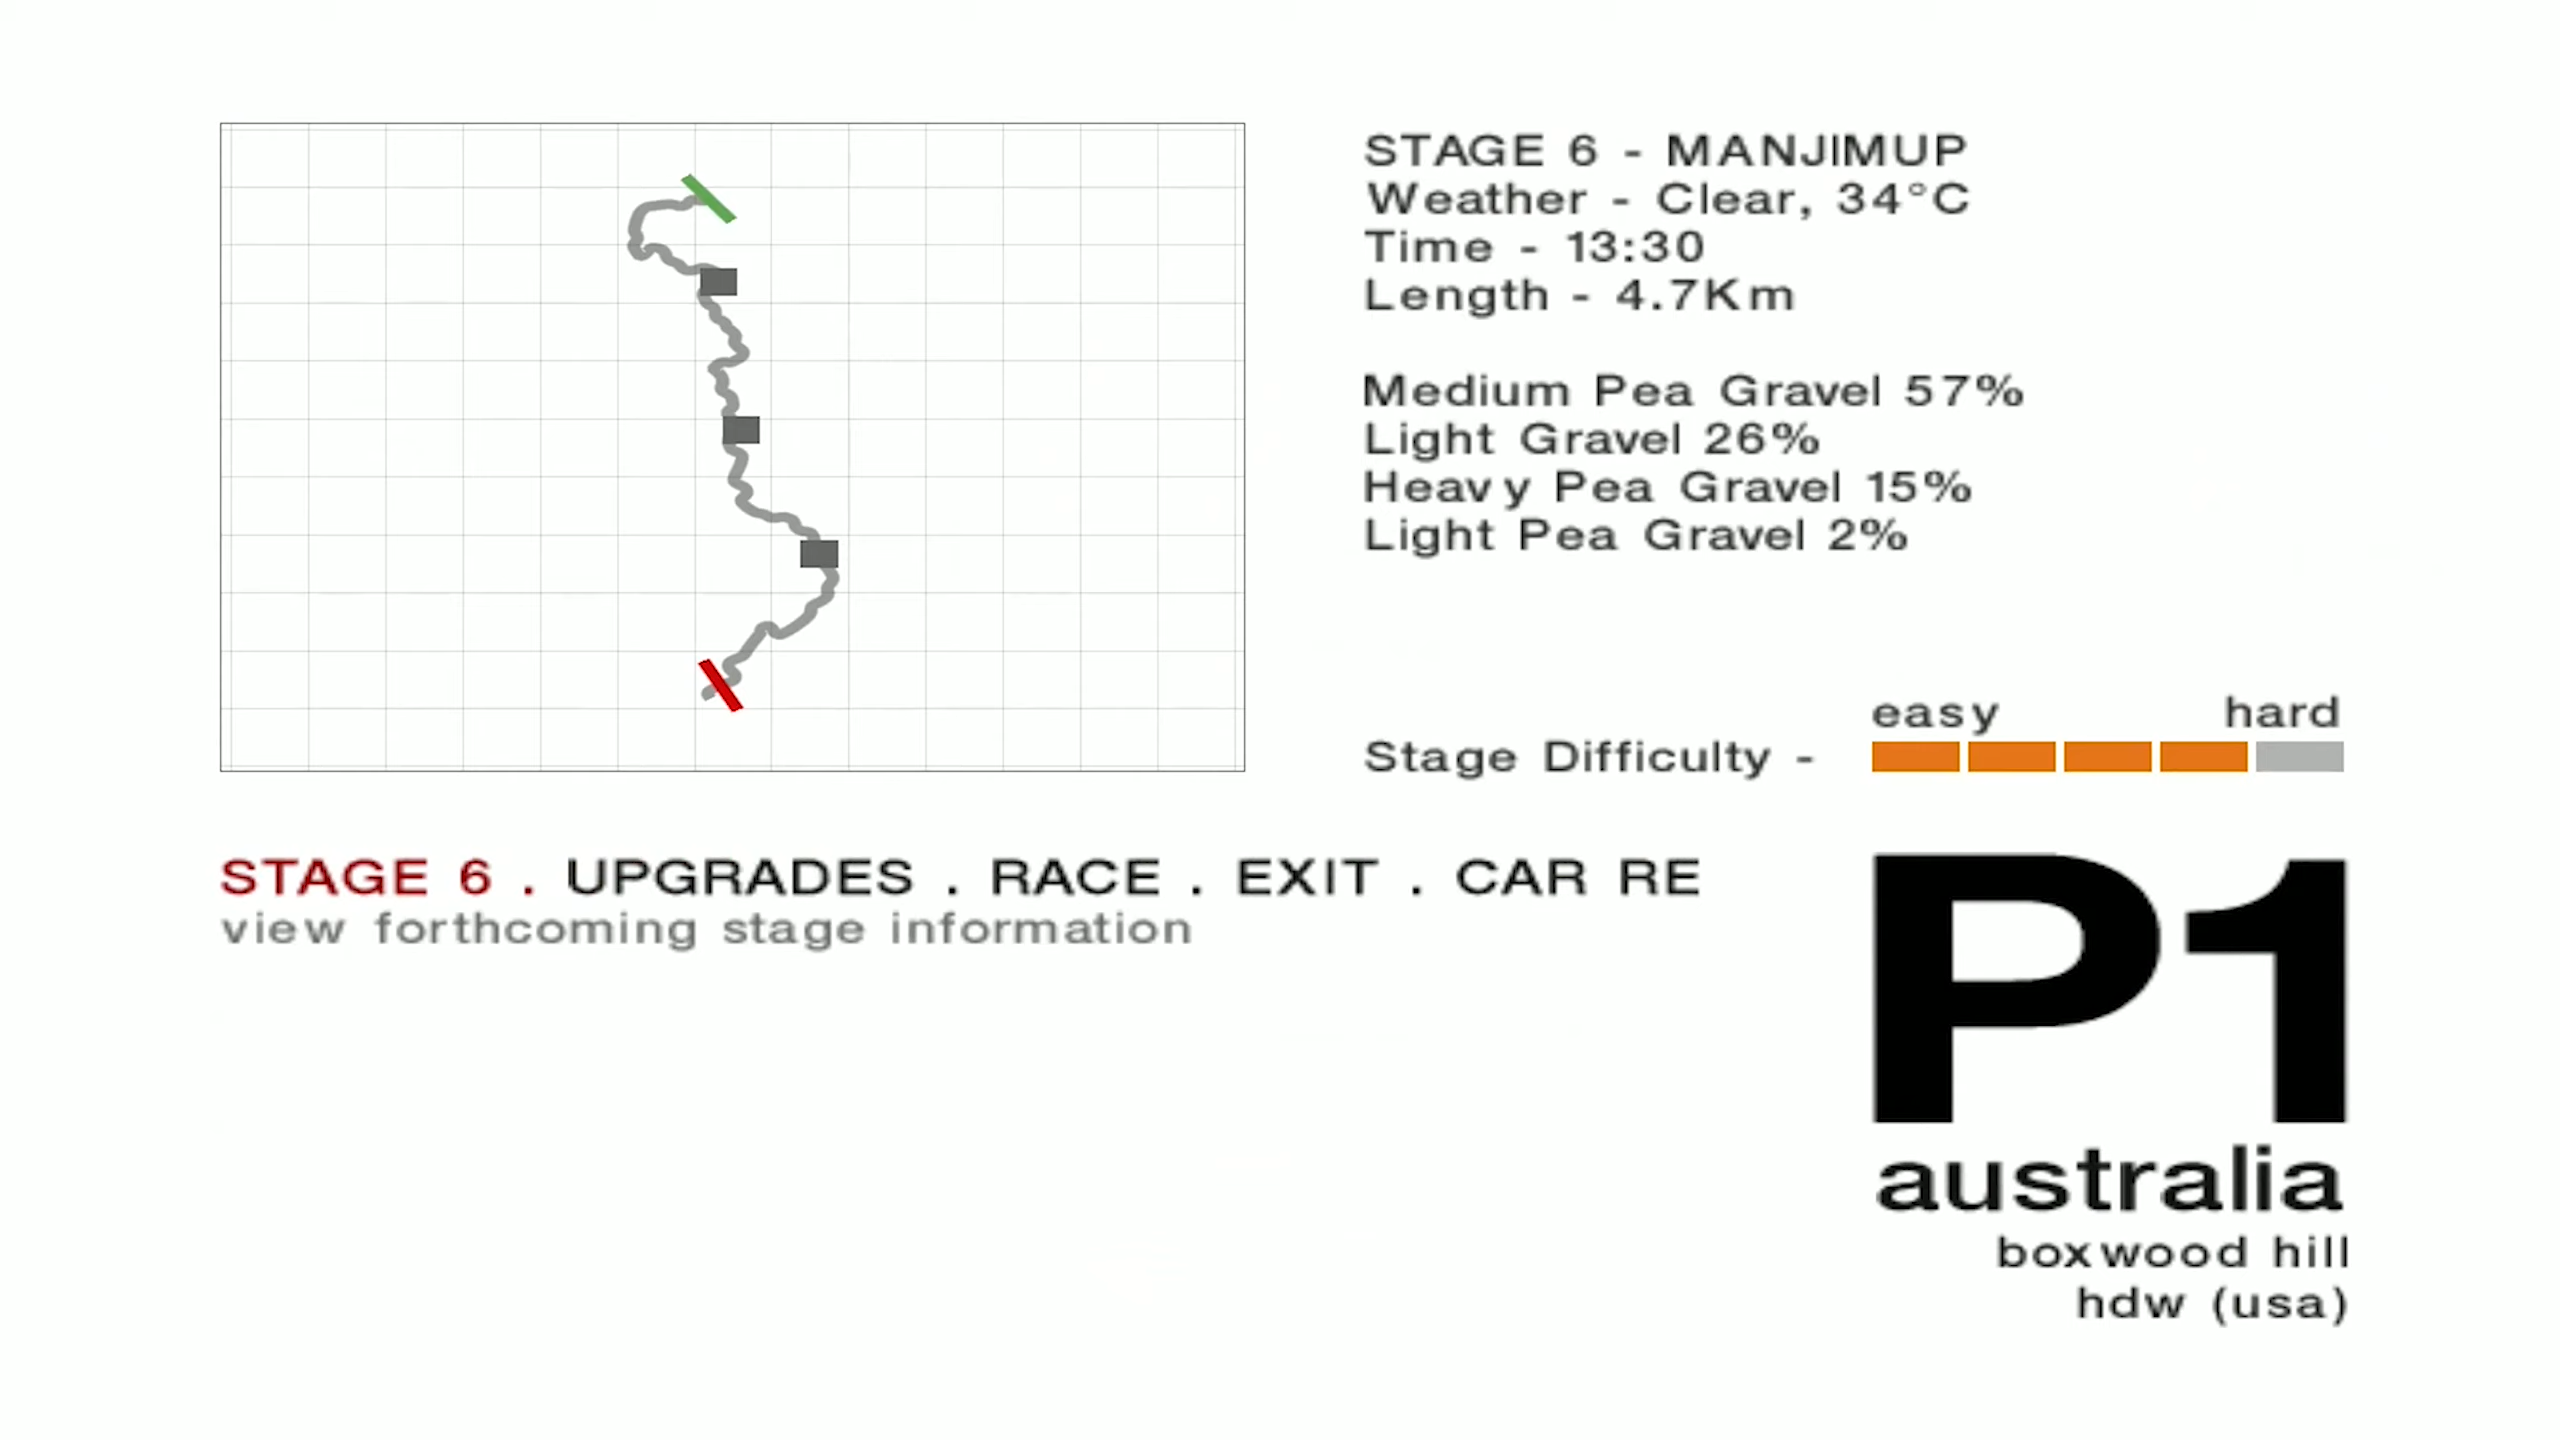 STAGE 6 - MANJIMUP
Weather - Clear, 34°C
Time - 13:30
Length - 4.7Km
Medium Pea Gravel 57%
Light Gravel 26%
Heavy Pea Gravel 15%
Light Pea Gravel 2%
easy hard
Stage Difficulty -
STAGE 6 . UPGRADES . RACE . EXIT . CAR RE
view forthcoming stage information
P1
australia
boxwood hill
hdw (usa)